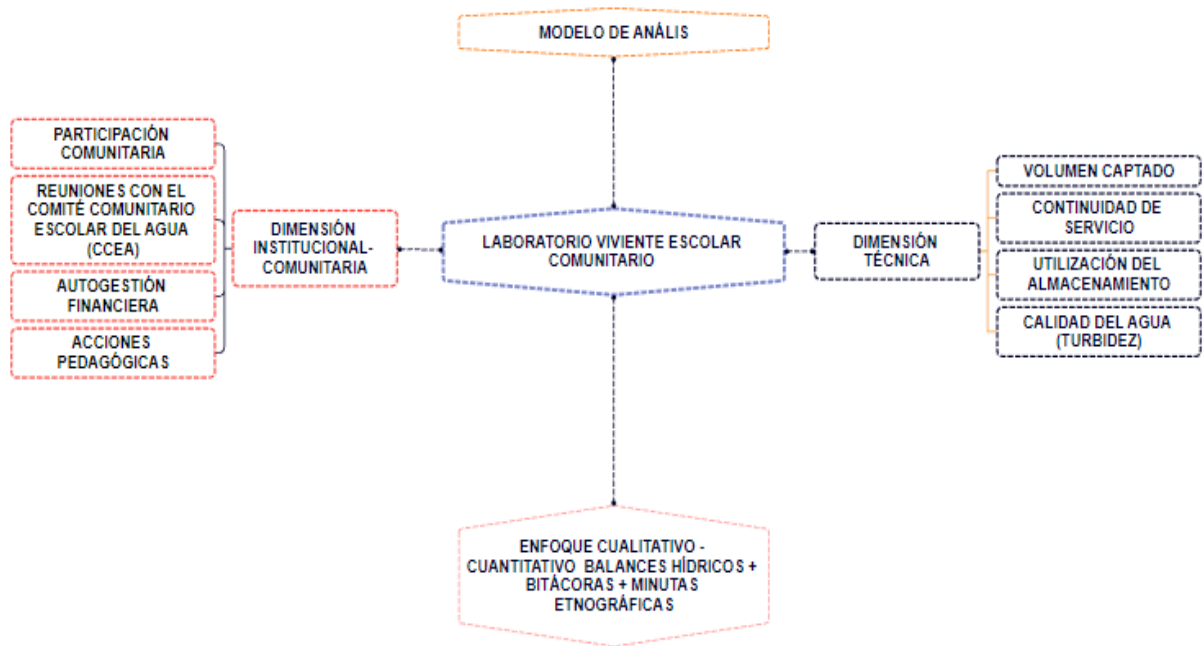 MODELO DE ANÁLIS
PARTICIPACIÓN
COMUNITARIA
REUNIONES CON EL
COMITÉ COMUNITARIO
ESCOLAR DEL AGUA
(CCEA)
AUTOGESTIÓN
FINANCIERA
ACCIONES
PEDAGÓGICAS
DIMENSIÓN
INSTITUCIONAL-
COMUNITARIA
LABORATORIO VIVIENTE ESCOLAR
COMUNITARIO
DIMENSIÓN
TÉCNICA
VOLUMEN CAPTADO
CONTINUIDAD DE
SERVICIO
UTILIZACIÓN DEL
ALMACENAMIENTO
CALIDAD DEL AGUA
(TURBIDEZ)
ENFOQUE CUALITATIVO -
CUANTITATIVO BALANCES HÍDRICOS +
BITÁCORAS + MINUTAS
ETNOGRÁFICAS